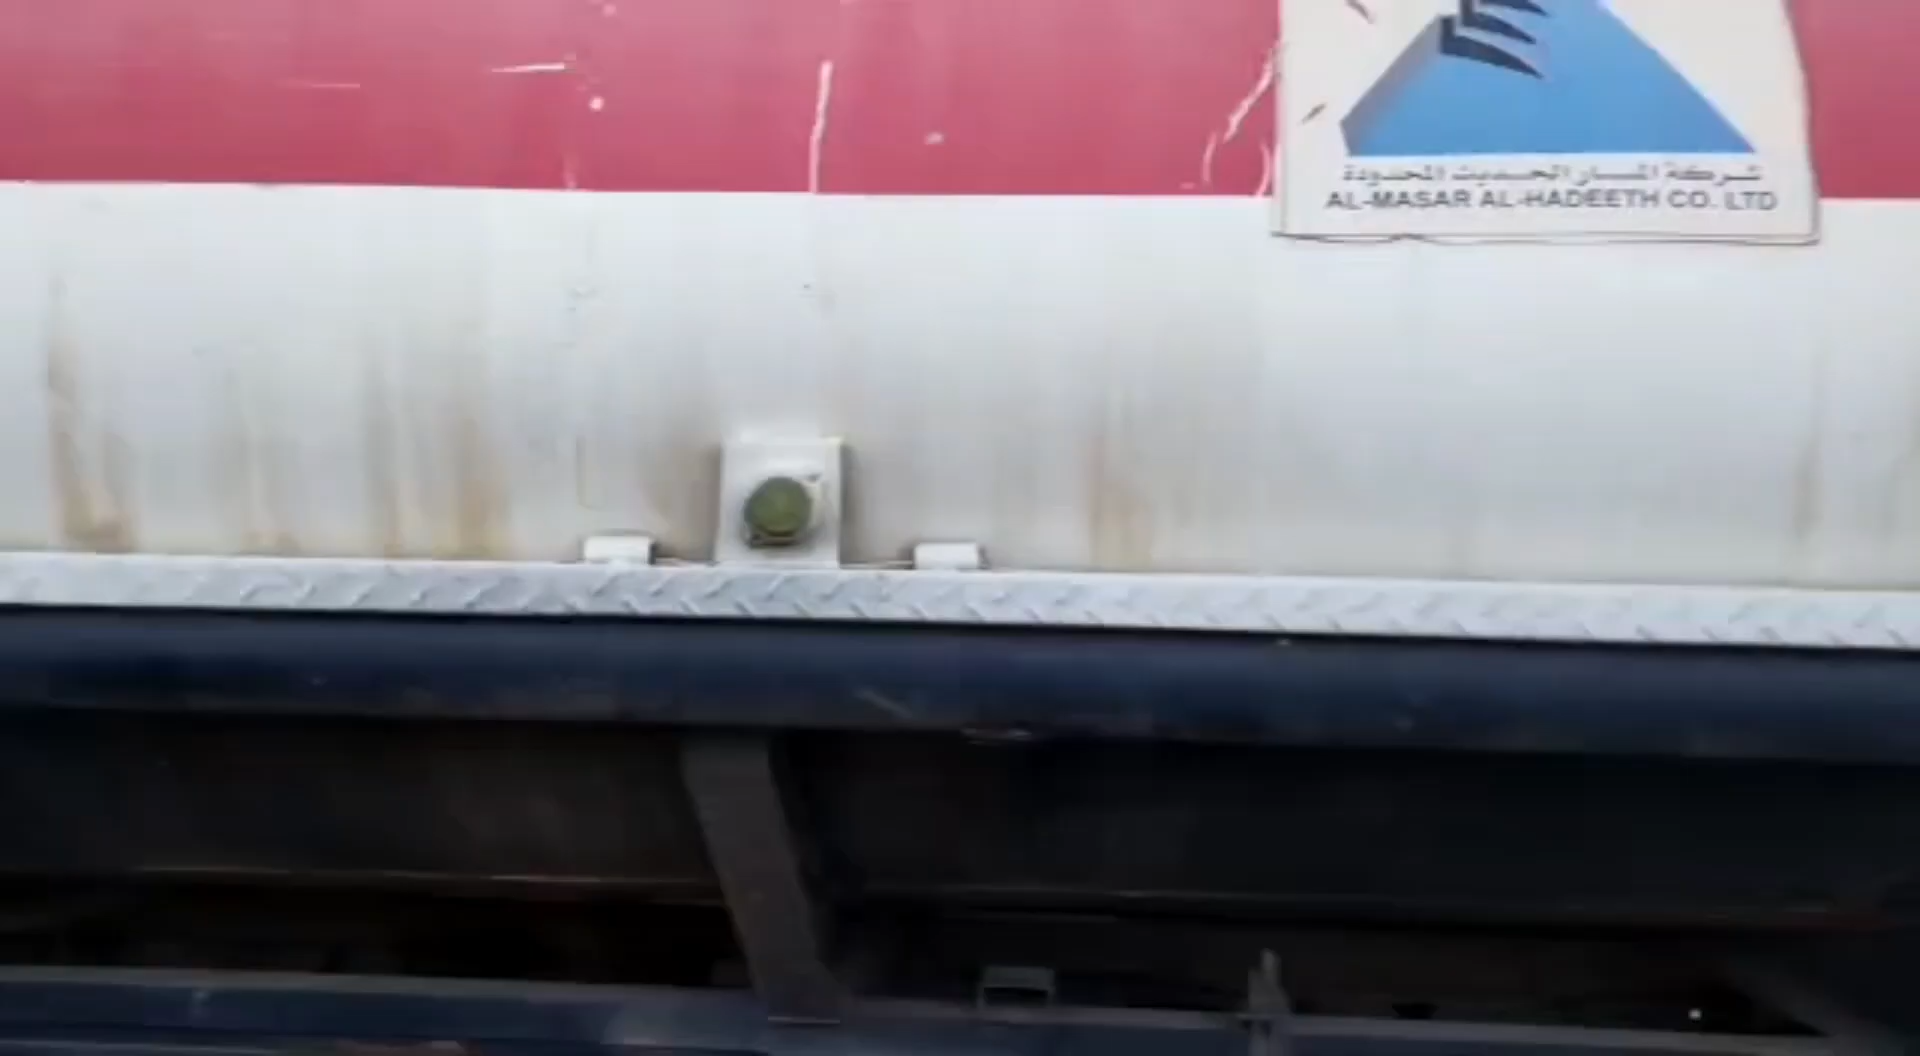 شركة المسار الحديث المحدودة
AL-MASAR AL-HADEETH CO. LTD